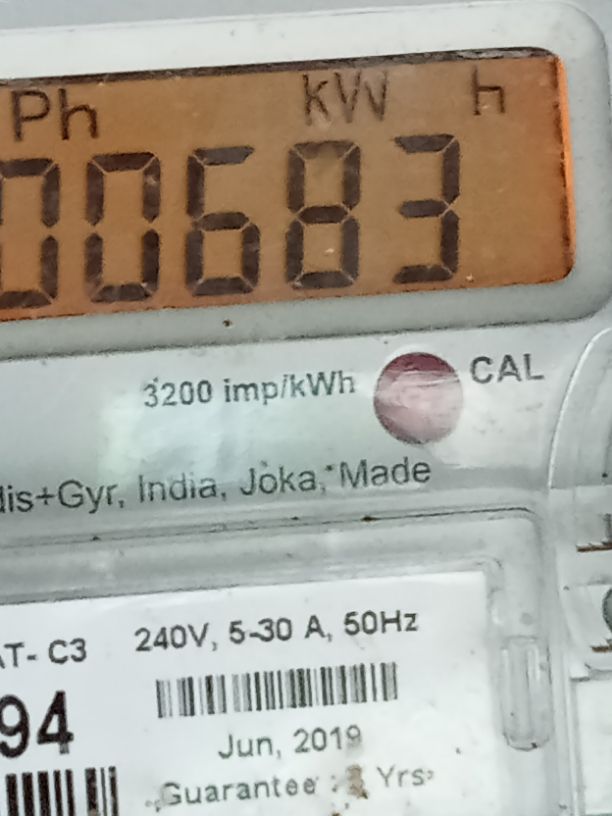 Ph kW h
00683
3200 imp/kWh CAL
dis+Gyr, India, Joka, Made
AT- C3 240V, 5-30 A, 50Hz
94
Jun, 2019
Guarantee : Yrs